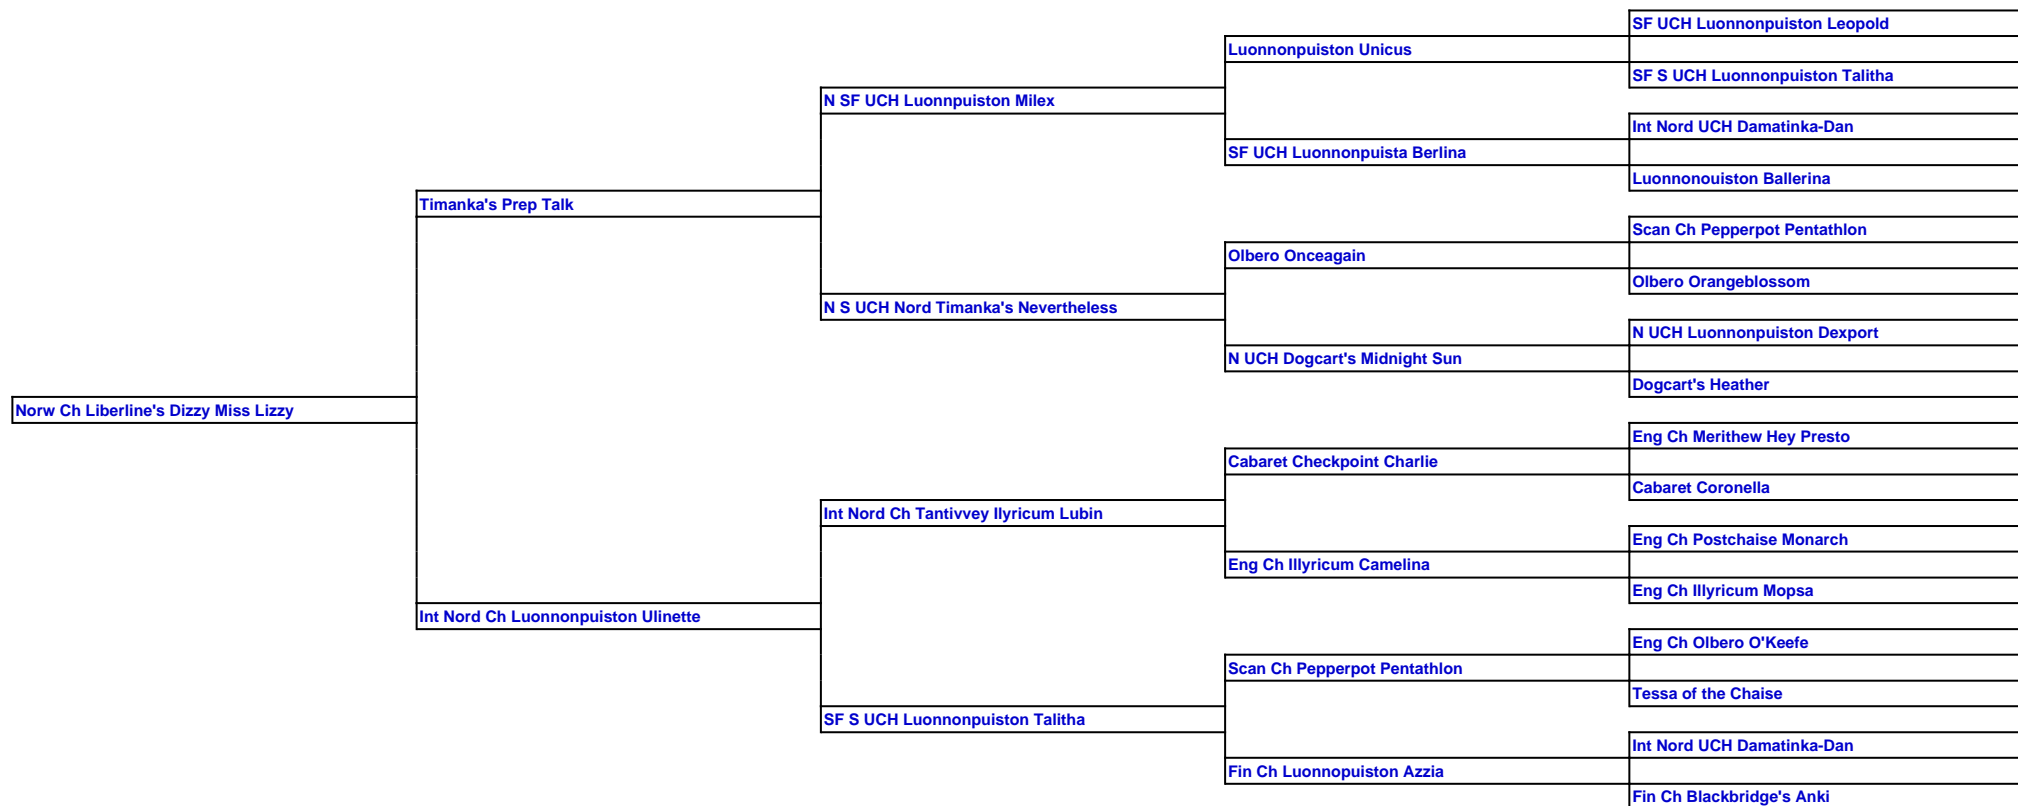 SF UCH Luonnonpuiston Leopold
Luonnonpuiston Unicus
SF S UCH Luonnonpuiston Talitha
N SF UCH Luonnpuiston Milex
Int Nord UCH Damatinka-Dan
SF UCH Luonnonpuista Berlina
Luonnonouiston Ballerina
Timanka's Prep Talk
Scan Ch Pepperpot Pentathlon
Olbero Onceagain
Olbero Orangeblossom
N S UCH Nord Timanka's Nevertheless
N UCH Luonnonpuiston Dexport
N UCH Dogcart's Midnight Sun
Dogcart's Heather
Norw Ch Liberline's Dizzy Miss Lizzy
Eng Ch Merithew Hey Presto
Cabaret Checkpoint Charlie
Cabaret Coronella
Int Nord Ch Tantivvey Ilyricum Lubin
Eng Ch Postchaise Monarch
Eng Ch Illyricum Camelina
Eng Ch Illyricum Mopsa
Int Nord Ch Luonnonpuiston Ulinette
Eng Ch Olbero O'Keefe
Scan Ch Pepperpot Pentathlon
Tessa of the Chaise
SF S UCH Luonnonpuiston Talitha
Int Nord UCH Damatinka-Dan
Fin Ch Luonnopuiston Azzia
Fin Ch Blackbridge's Anki